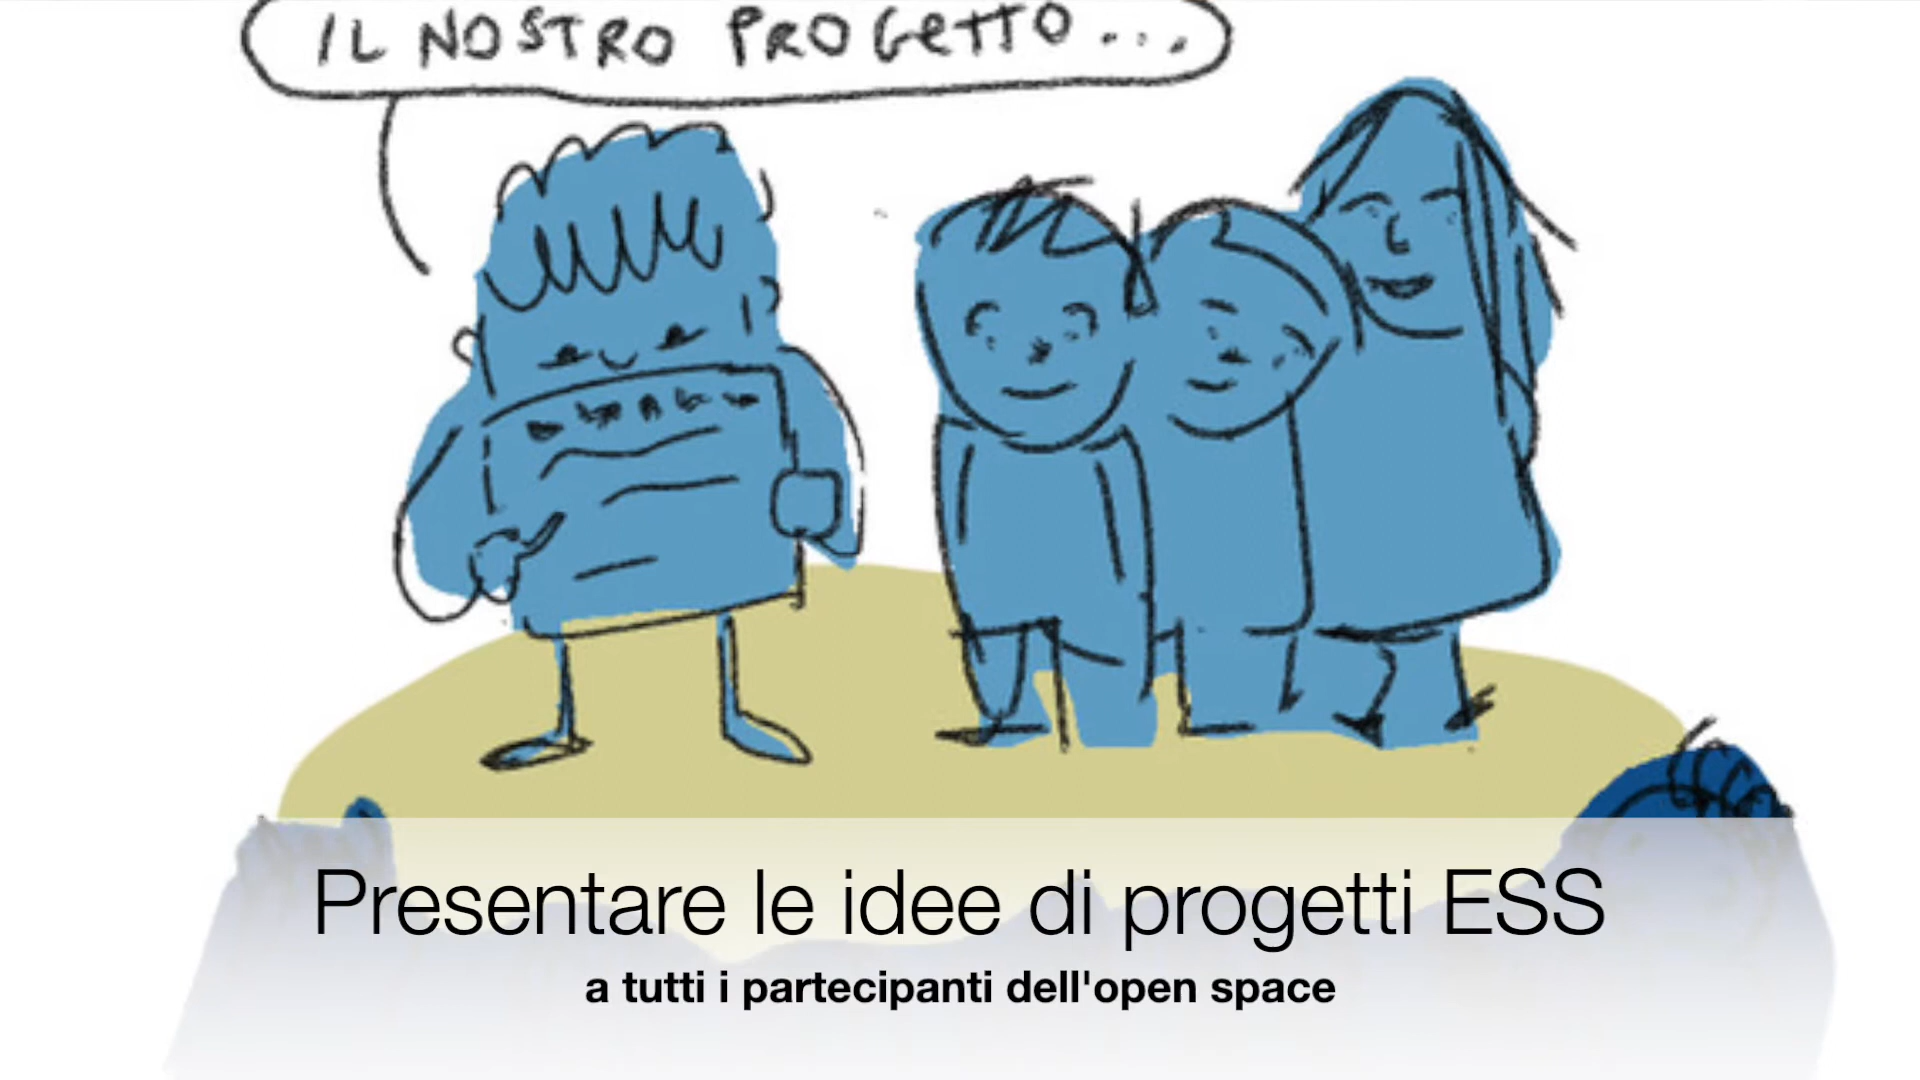 IL NOSTRO PROGETTO...
Presentare le idee di progetti ESS
a tutti i partecipanti dell'open space